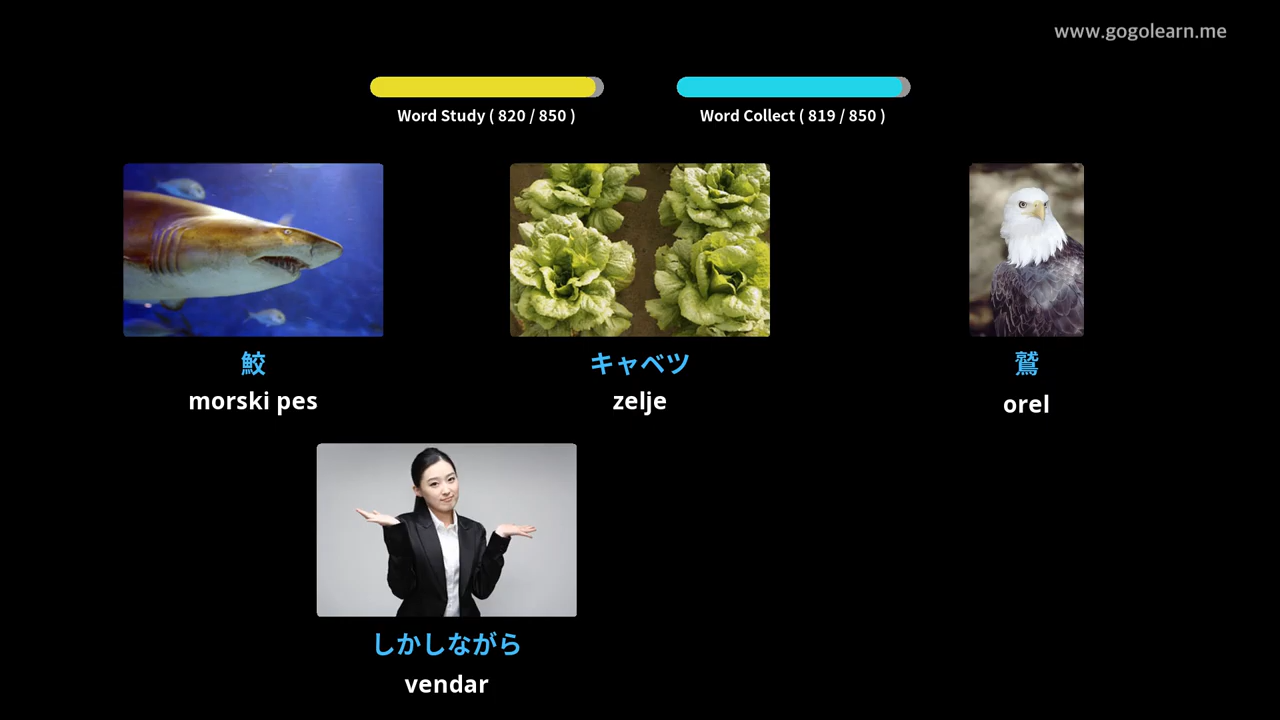 www.gogolearn.me
Word Study ( 820 / 850 )
Word Collect ( 819 / 850 )
鮫
morski pes
キャベツ
zelje
鷲
orel
しかしながら
vendar